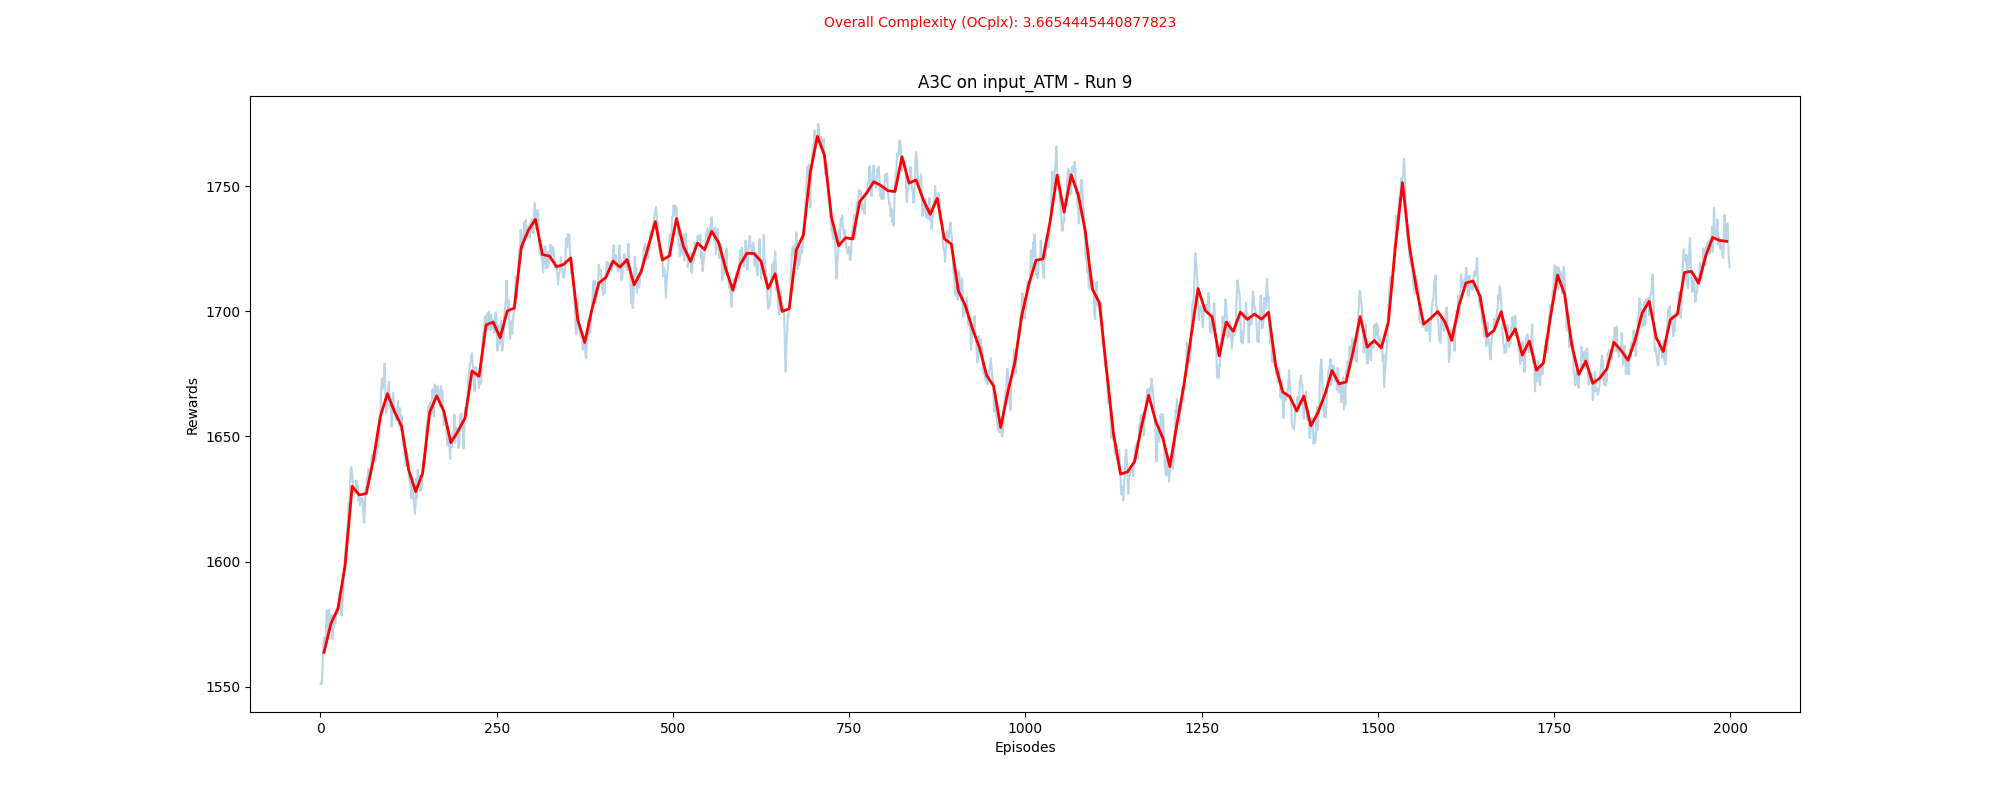 Overall Complexity (OCplx): 3.6654445440877823
A3C on input_ATM - Run 9
Rewards
1750
1700
1650
1600
1550
0 250 500 750 1000 1250 1500 1750 2000
Episodes